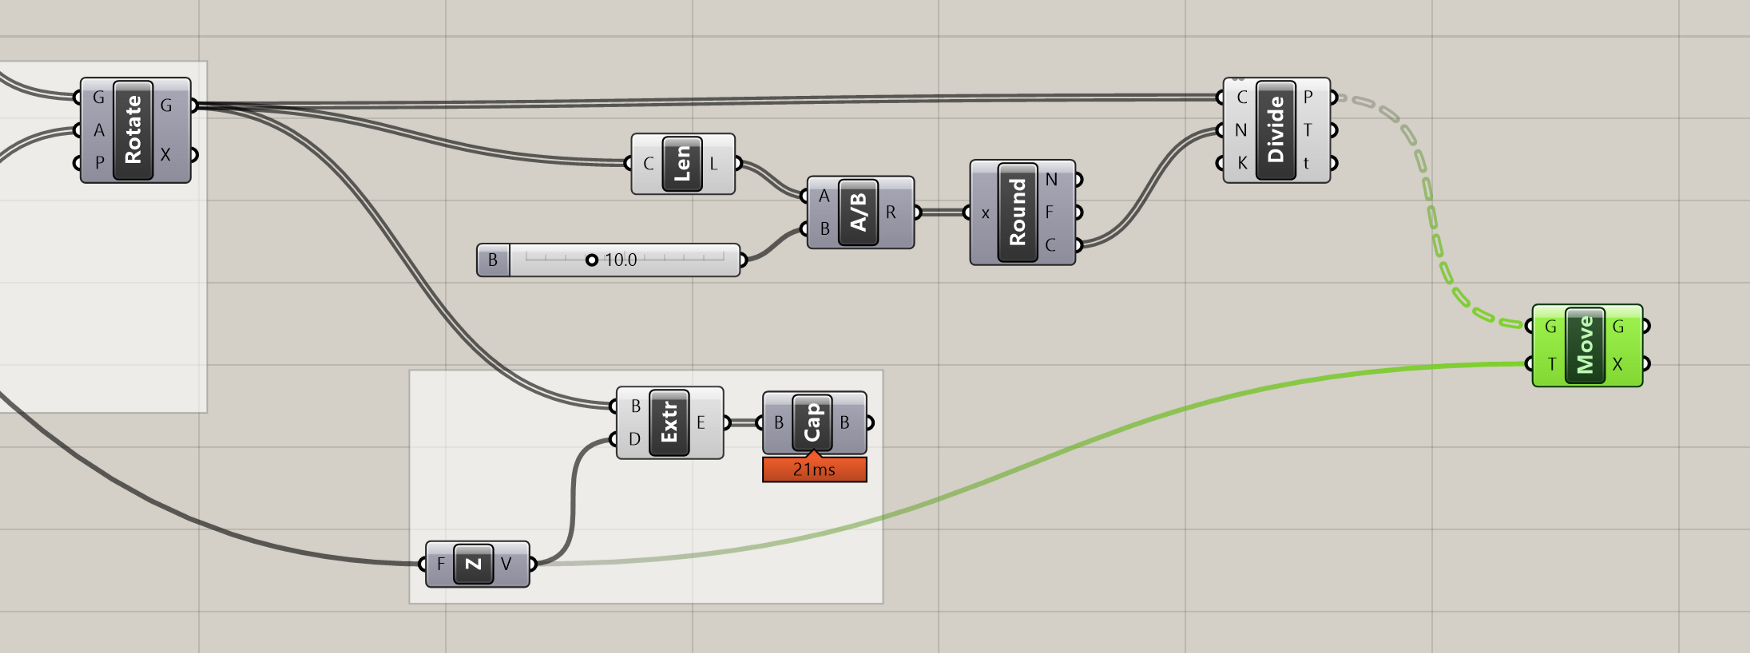 G
A
P
Rotate
G
X
C
Len
L
B
10.0
A
B
A/B
R
x
Round
N
F
C
C
N
K
Divide
P
T
t
G
T
Move
G
X
B
D
Extr
E
B
Cap
B
21ms
F
Z
V